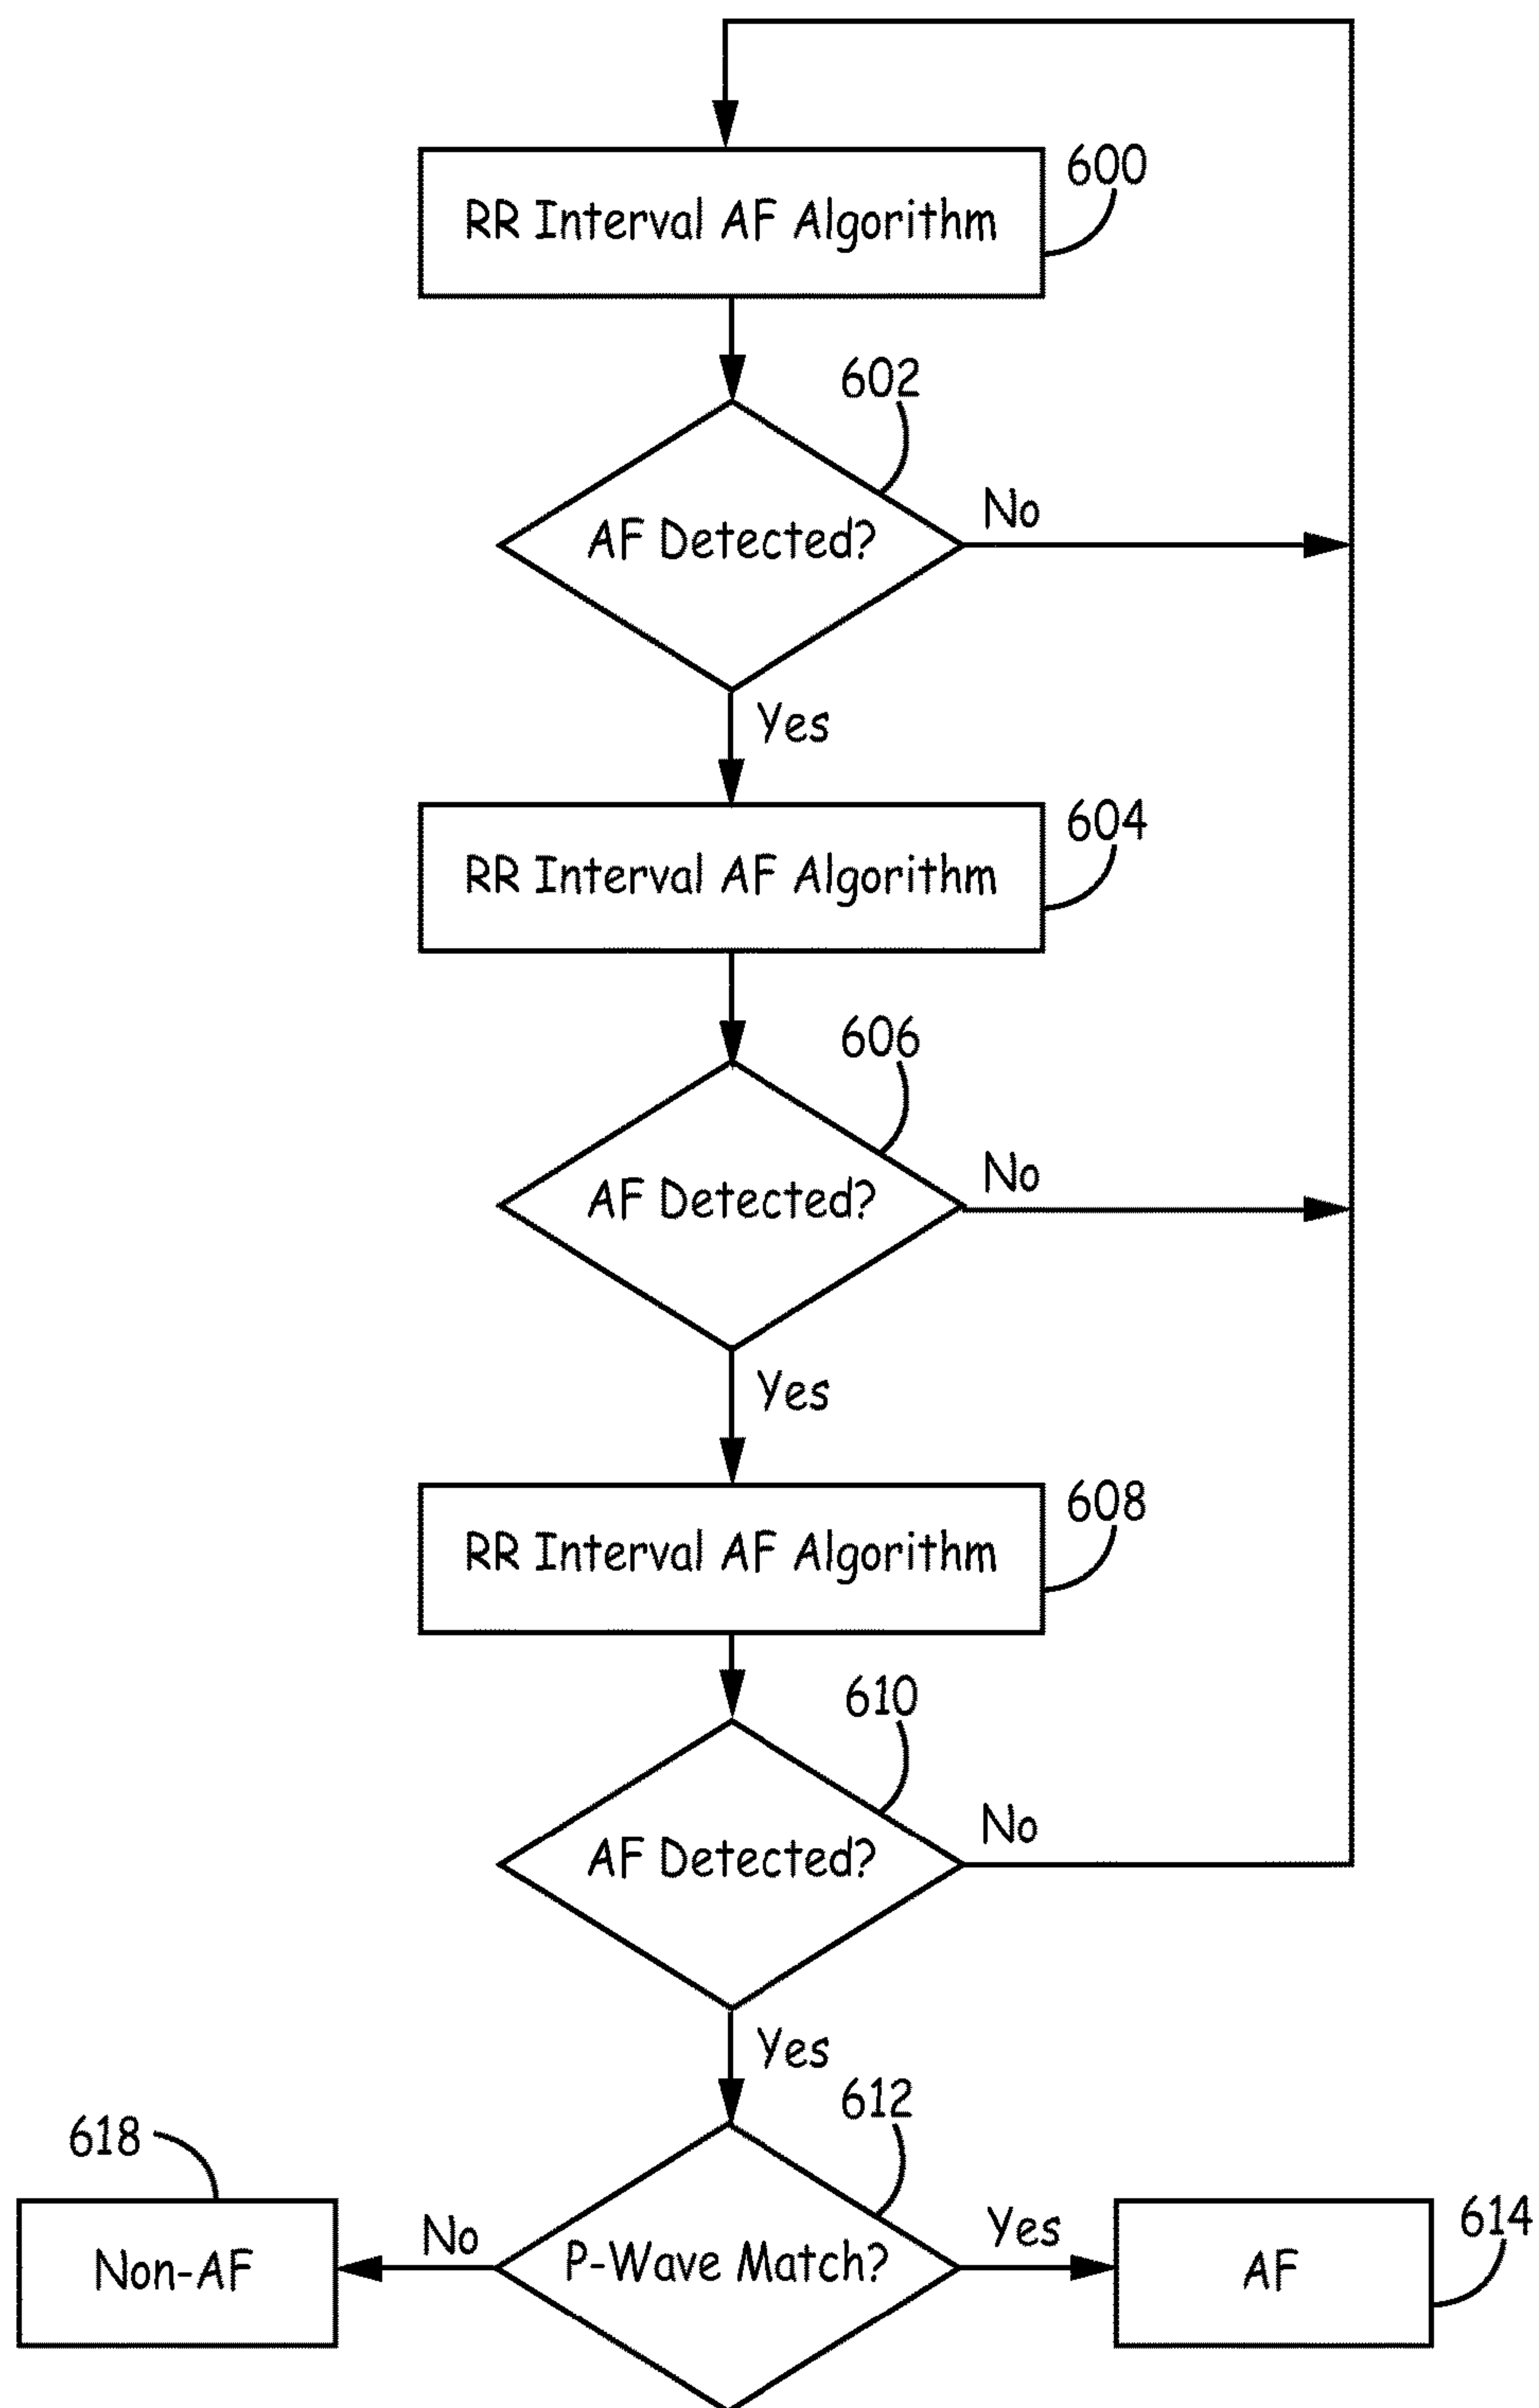 600
RR Interval AF Algorithm
602
AF Detected?
No
Yes
604
RR Interval AF Algorithm
606
AF Detected?
No
Yes
608
RR Interval AF Algorithm
610
AF Detected?
No
Yes
612
618
614
No
Yes
Non-AF
P-Wave Match?
AF